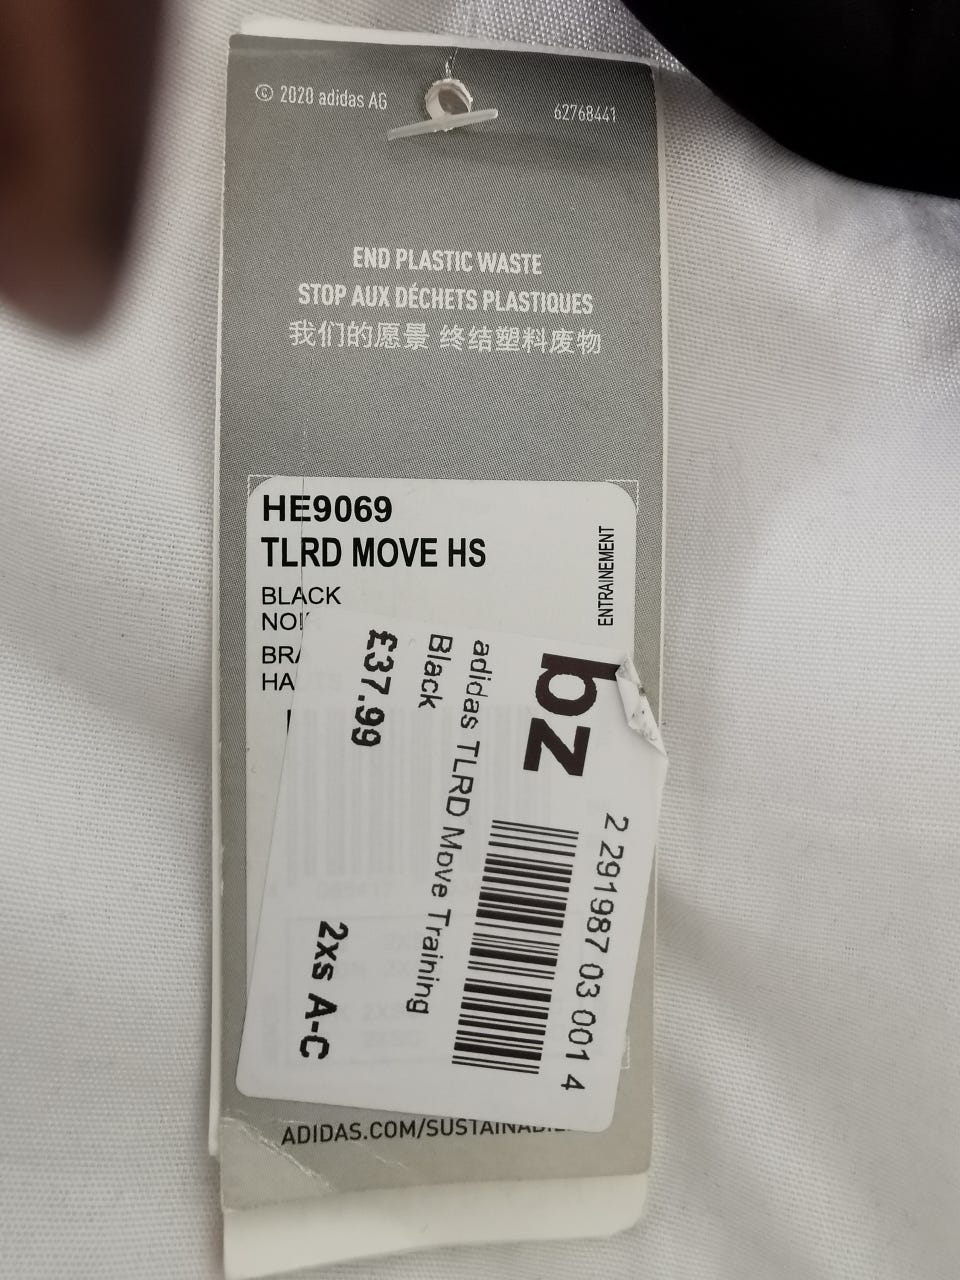 © 2020 adidas AG
62768441
END PLASTIC WASTE
STOP AUX DÉCHETS PLASTIQUES
我们的愿景 终结塑料废物
HE9069
TLRD MOVE HS
BLACK
ENTRAINEMENT
bz
2 291987 03 001 4
adidas TLRD Move Training
Black
£37.99
2xs A-C
ADIDAS.COM/